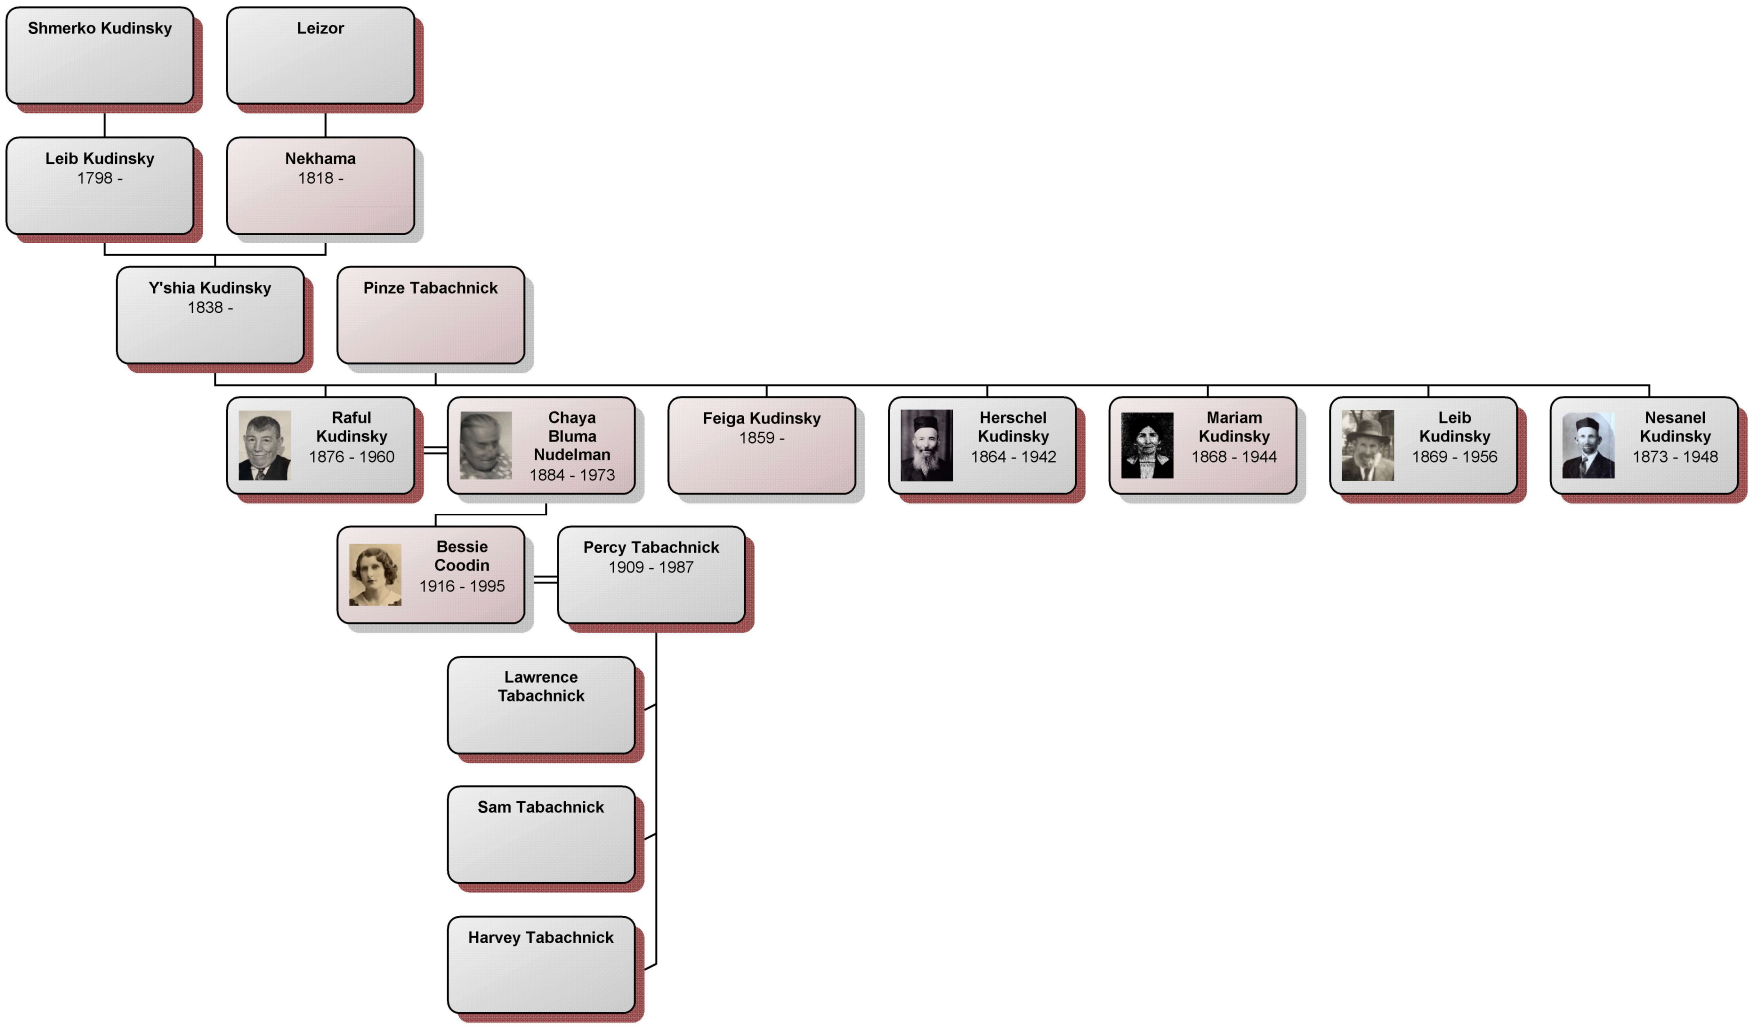 Shmerko Kudinsky
Leizor
Leib Kudinsky
1798 -
Nekhama
1818 -
Y'shia Kudinsky
1838 -
Pinze Tabachnick
Raful
Kudinsky
1876 - 1960
Chaya
Bluma
Nudelman
1884 - 1973
Feiga Kudinsky
1859 -
Herschel
Kudinsky
1864 - 1942
Mariam
Kudinsky
1868 - 1944
Leib
Kudinsky
1869 - 1956
Nesanel
Kudinsky
1873 - 1948
Bessie
Coodin
1916 - 1995
Percy Tabachnick
1909 - 1987
Lawrence
Tabachnick
Sam Tabachnick
Harvey Tabachnick